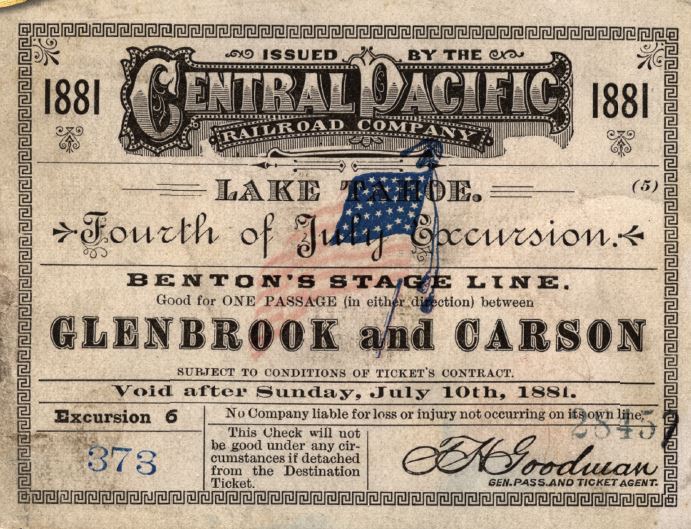 ISSUED BY THE
1881 CENTRAL PACIFIC 1881
RAILROAD COMPANY
LAKE TAHOE. (5)
Fourth of July Excursion.
BENTON'S STAGE LINE.
Good for ONE PASSAGE (in either direction) between
GLENBROOK and CARSON
SUBJECT TO CONDITIONS OF TICKET'S CONTRACT.
Void after Sunday, July 10th, 1881.
Excursion 6
No Company liable for loss or injury not occurring on its own line.
28457
373
This Check will not
be good under any cir-
cumstances if detached
from the Destination
Ticket.
T H Goodman
GEN. PASS. AND TICKET AGENT.